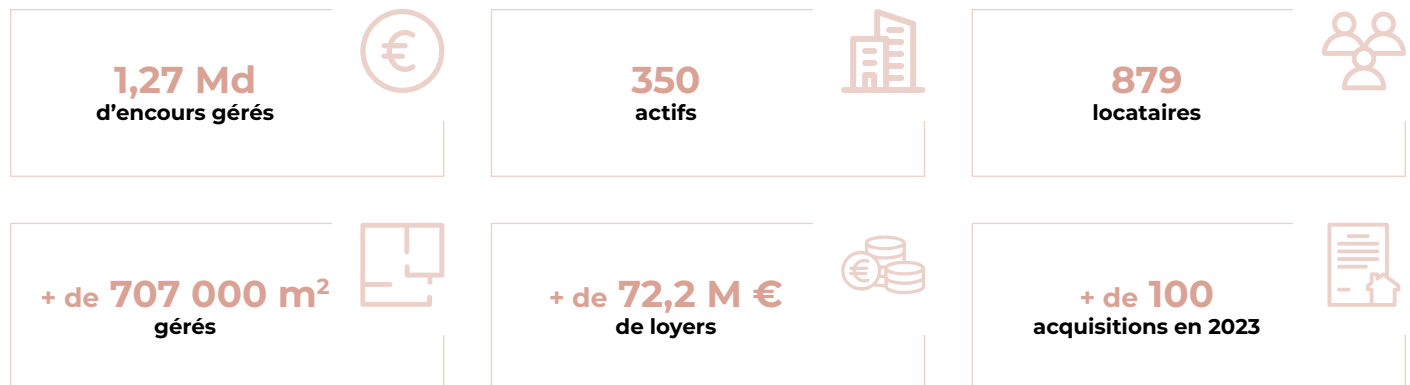 1,27 Md
d’encours gérés
350
actifs
879
locataires
+ de 707 000 m²
gérés
+ de 72,2 M €
de loyers
+ de 100
acquisitions en 2023